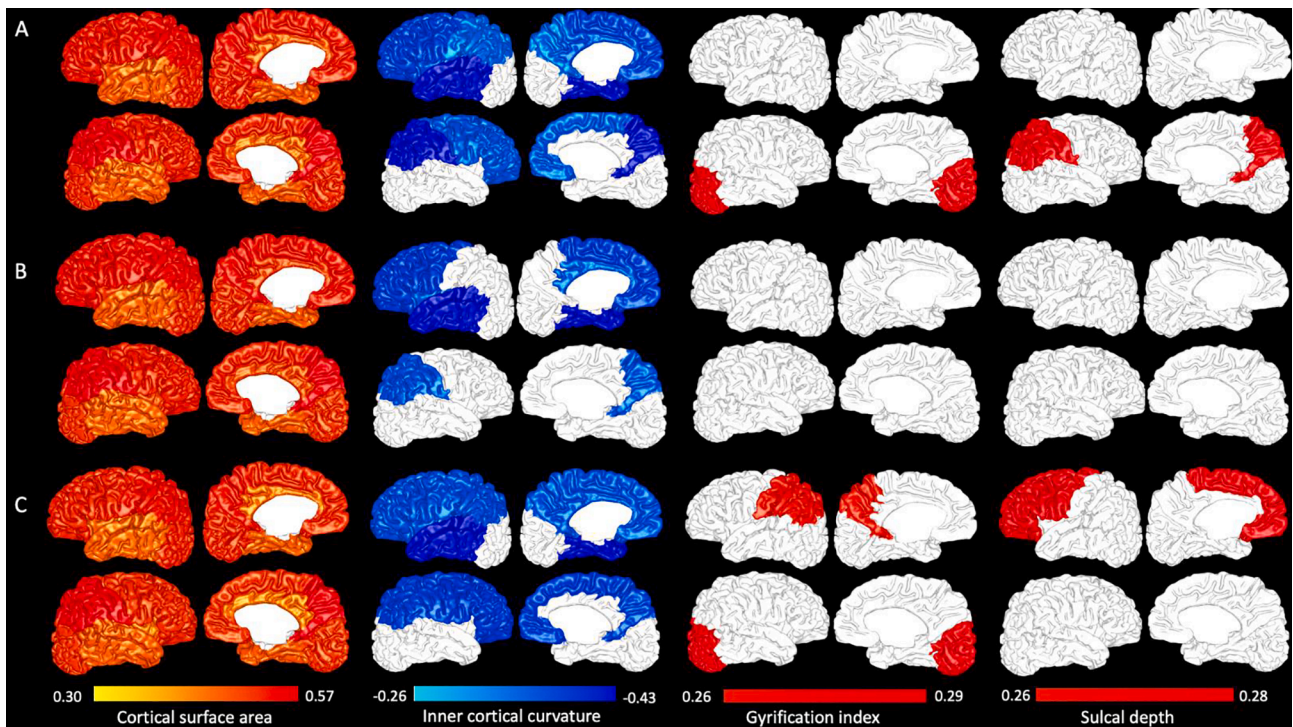 A
B
C
0.30 0.57 -0.26 -0.43 0.26 0.29 0.26 0.28
Cortical surface area Inner cortical curvature Gyrification index Sulcal depth